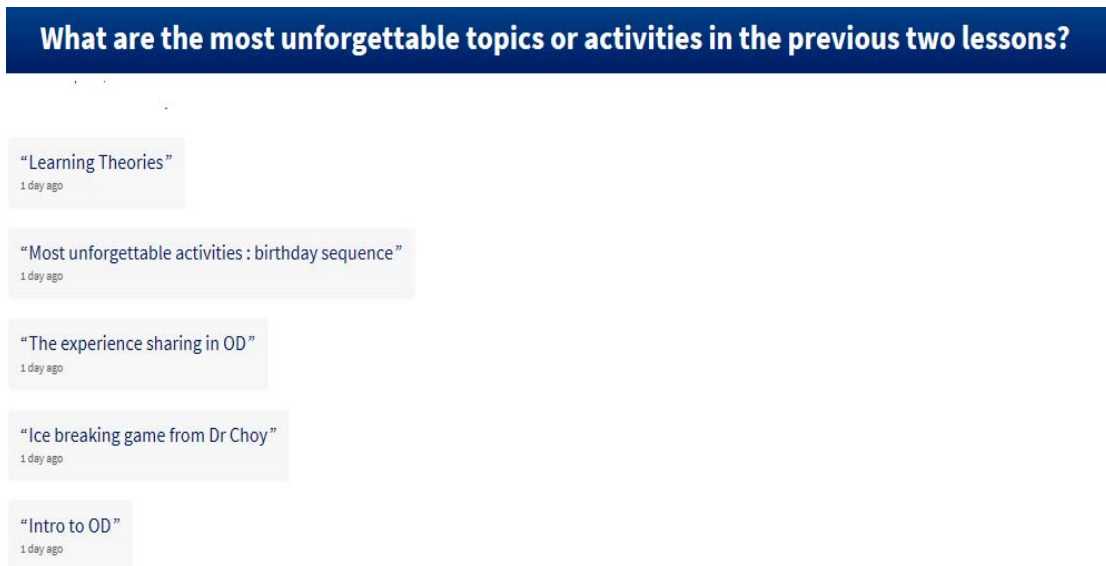 What are the most unforgettable topics or activities in the previous two lessons?
“Learning Theories”
1 day ago
“Most unforgettable activities : birthday sequence”
1 day ago
“The experience sharing in OD”
1 day ago
“Ice breaking game from Dr Choy”
1 day ago
“Intro to OD”
1 day ago